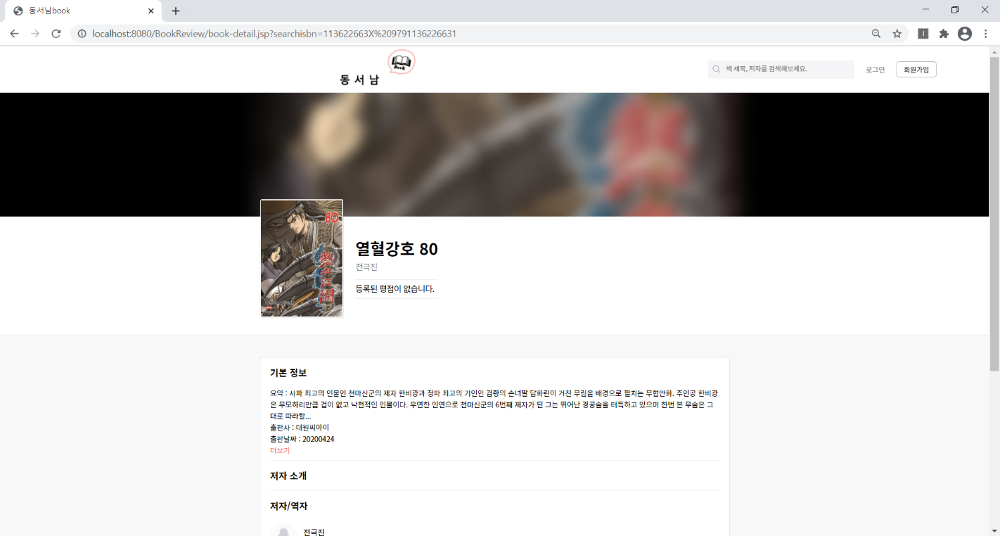 동서남book
localhost:8080/BookReview/book-detail.jsp?searchisbn=113622663X%209791136226631
Book
동 서 남
책 제목, 저자를 검색해보세요.
로그인
회원가입
80
熱血江湖
열혈강호 80
전극진
등록된 평점이 없습니다.
기본 정보
요약 : 사파 최고의 인물인 천마신군의 제자 한비광과 정파 최고의 기인인 검황의 손녀딸 담화린이 거친 무림을 배경으로 펼치는 무협만화. 주인공 한비광
은 무모하리만큼 겁이 없고 낙천적인 인물이다. 우연한 인연으로 천마신군의 6번째 제자가 된 그는 뛰어난 경공술을 터득하고 있으며 한번 본 무술은 그
대로 따라할...
출판사 : 대원씨아이
출판날짜 : 20200424
더보기
저자 소개
저자/역자
전극진